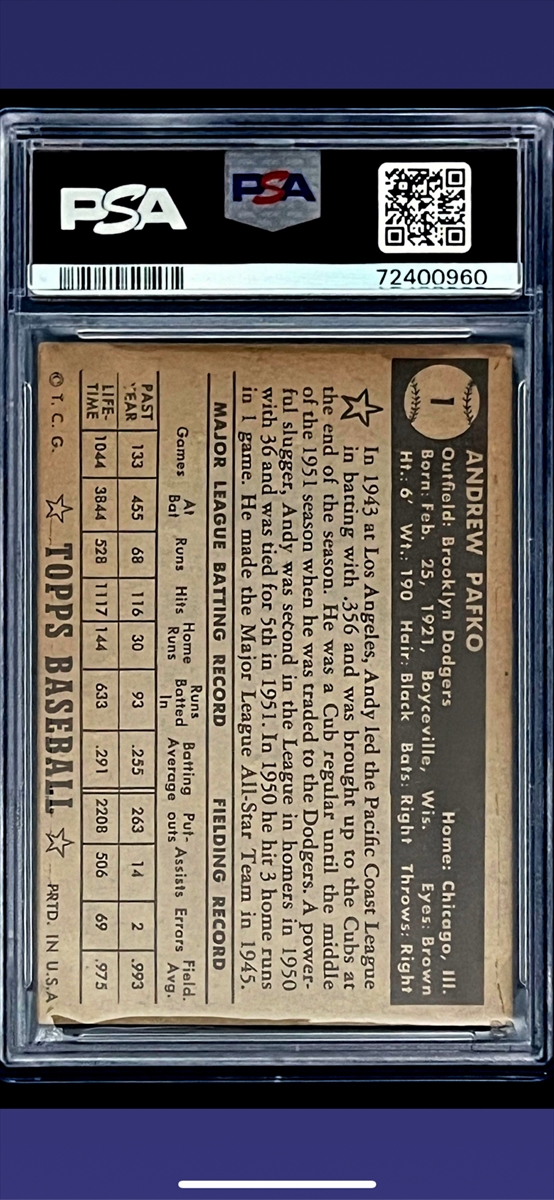 PSA
PSA
72400960
1
ANDREW PAFKO
Outfield: Brooklyn Dodgers Home: Chicago, Ill.
Born: Feb. 25, 1921, Boyceville, Wis. Eyes: Brown
Ht.: 6' Wt.: 190 Hair: Black Bats: Right Throws: Right
In 1943 at Los Angeles, Andy led the Pacific Coast League
in batting with .356 and was brought up to the Cubs at
the end of the season. He was a Cub regular until the middle
of the 1951 season when he was traded to the Dodgers. A power-
ful slugger, Andy was second in the League in homers in 1950
with 36 and was tied for 5th in 1951. In 1950 he hit 3 home runs
in 1 game. He made the Major League All-Star Team in 1945.
MAJOR LEAGUE BATTING RECORD FIELDING RECORD
Games At Bat Runs Hits Home Runs Runs Batted In Batting Average Put-outs Assists Errors Field. Avg.
PAST YEAR 133 455 68 116 30 93 .255 263 14 2 .993
LIFE-TIME 1044 3844 528 1117 144 633 .291 2208 506 69 .975
© T. C. G. TOPPS BASEBALL PRTD. IN U.S.A